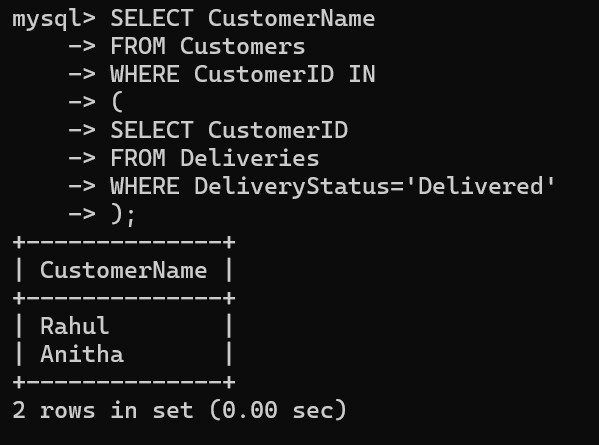 mysql> SELECT CustomerName
    -> FROM Customers
    -> WHERE CustomerID IN
    -> (
    -> SELECT CustomerID
    -> FROM Deliveries
    -> WHERE DeliveryStatus='Delivered'
    -> );
+--------------+
| CustomerName |
+--------------+
| Rahul        |
| Anitha       |
+--------------+
2 rows in set (0.00 sec)